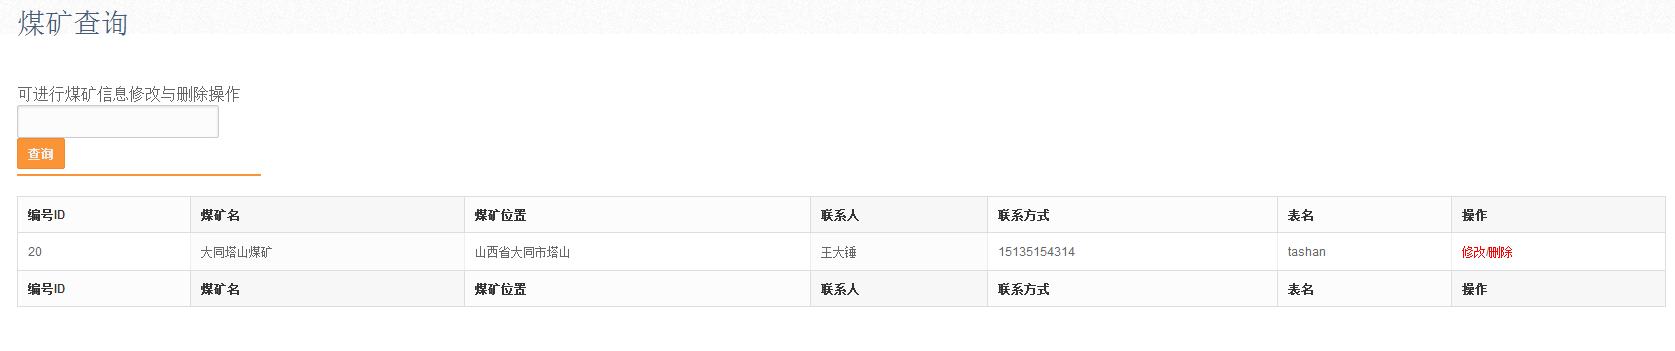 煤矿查询
可进行煤矿信息修改与删除操作
查询
编号ID 煤矿名 煤矿位置 联系人 联系方式 表名 操作
20 大同塔山煤矿 山西省大同市塔山 王大锤 15135154314 tashan 修改/删除
编号ID 煤矿名 煤矿位置 联系人 联系方式 表名 操作